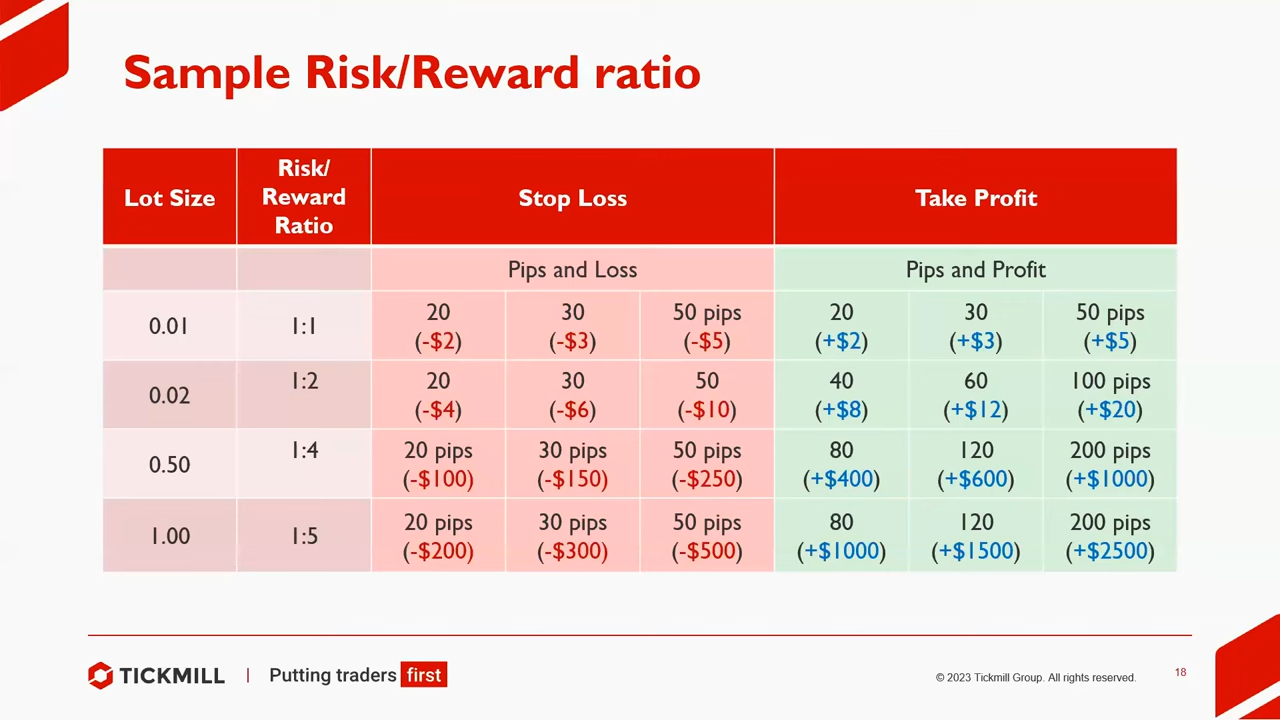 Sample Risk/Reward ratio
Lot Size
Risk/
Reward
Ratio
Stop Loss
Take Profit
Pips and Loss
Pips and Profit
0.01
1:1
20
(-$2)
30
(-$3)
50 pips
(-$5)
20
(+$2)
30
(+$3)
50 pips
(+$5)
0.02
1:2
20
(-$4)
30
(-$6)
50
(-$10)
40
(+$8)
60
(+$12)
100 pips
(+$20)
0.50
1:4
20 pips
(-$100)
30 pips
(-$150)
50 pips
(-$250)
80
(+$400)
120
(+$600)
200 pips
(+$1000)
1.00
1:5
20 pips
(-$200)
30 pips
(-$300)
50 pips
(-$500)
80
(+$1000)
120
(+$1500)
200 pips
(+$2500)
TICKMILL | Putting traders first
© 2023 Tickmill Group. All rights reserved.
18